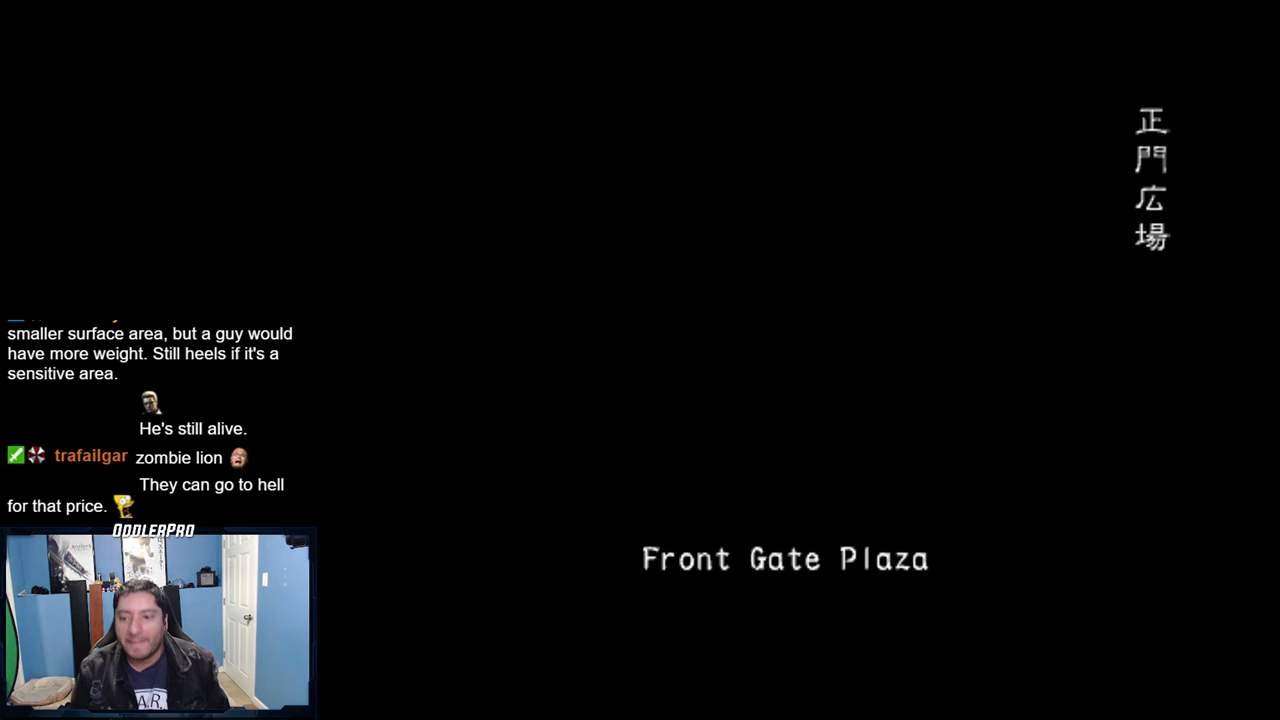 正門広場
smaller surface area, but a guy would
have more weight. Still heels if it's a
sensitive area.
He's still alive.
trafailgar zombie lion
They can go to hell
for that price.
ODDLERPRO
Front Gate Plaza
A.R.